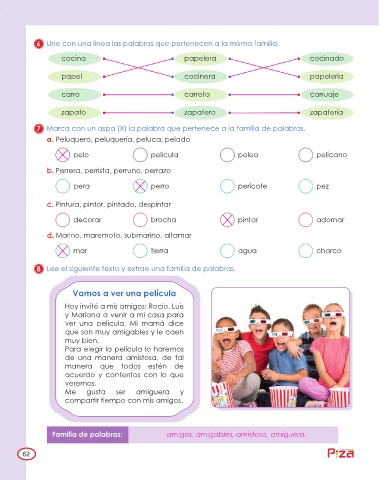 6 Une con una línea las palabras que pertenecen a la misma familia.
cocina papelera cocinado
papel cocinera papelería
carro carreta carruaje
zapato zapatero zapatería
7 Marca con un aspa (X) la palabra que pertenece a la familia de palabras.
a. Peluquero, peluquería, peluca, pelado
pelo película pelea pelícano
b. Perrera, perrista, perruno, perrazo
pera perro pericote pez
c. Pintura, pintor, pintado, despintar
decorar brocha pintar adornar
d. Marino, maremoto, submarino, altamar
mar tierra agua charco
8 Lee el siguiente texto y extrae una familia de palabras.
Vamos a ver una película
Hoy invité a mis amigos: Rocío, Luis
y Mariana a venir a mi casa para
ver una película. Mi mamá dice
que son muy amigables y le caen
muy bien.
Para elegir la película lo haremos
de una manera amistosa, de tal
manera que todos estén de
acuerdo y contentos con lo que
veremos.
Me gusta ser amiguera y
compartir tiempo con mis amigos.
Familia de palabras: amigos, amigables, amistosa, amiguera.
62